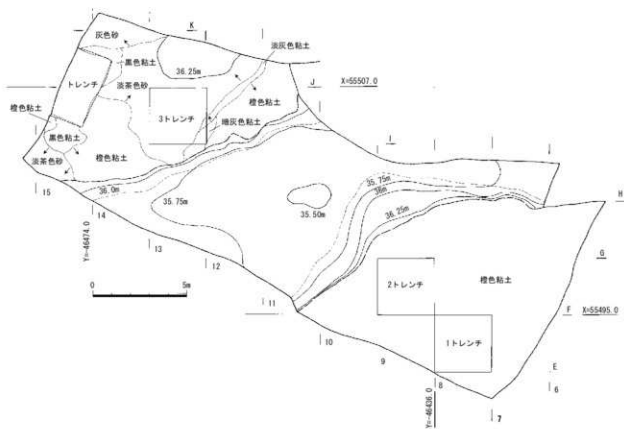 K
灰色砂
淡灰色粘土
黒色粘土
36.25m
J
X=55507.0
トレンチ
淡茶色砂
橙色粘土
橙色粘土
3トレンチ
暗灰色粘土
黒色粘土
I
淡茶色砂
橙色粘土
15
36.0m
35.75m
35.75m
36m
H
14
35.50m
36.25m
Y=-46474.0
13
G
12
2トレンチ
橙色粘土
0
5m
11
F
X=55495.0
1トレンチ
10
9
E
8
6
Y=-46436.0
7